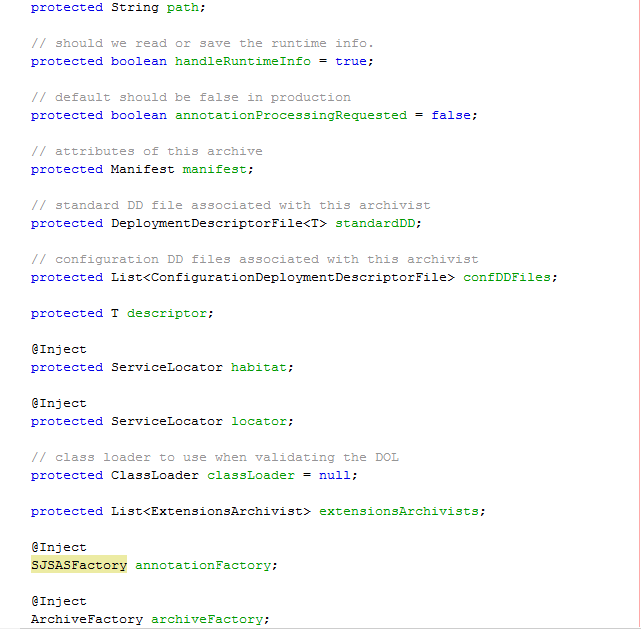 protected String path;
// should we read or save the runtime info.
protected boolean handleRuntimeInfo = true;
// default should be false in production
protected boolean annotationProcessingRequested = false;
// attributes of this archive
protected Manifest manifest;
// standard DD file associated with this archivist
protected DeploymentDescriptorFile<T> standardDD;
// configuration DD files associated with this archivist
protected List<ConfigurationDeploymentDescriptorFile> confDDFiles;
protected T descriptor;
@Inject
protected ServiceLocator habitat;
@Inject
protected ServiceLocator locator;
// class loader to use when validating the DOL
protected ClassLoader classLoader = null;
protected List<ExtensionsArchivist> extensionsArchivists;
@Inject
SJSASFactory annotationFactory;
@Inject
ArchiveFactory archiveFactory;